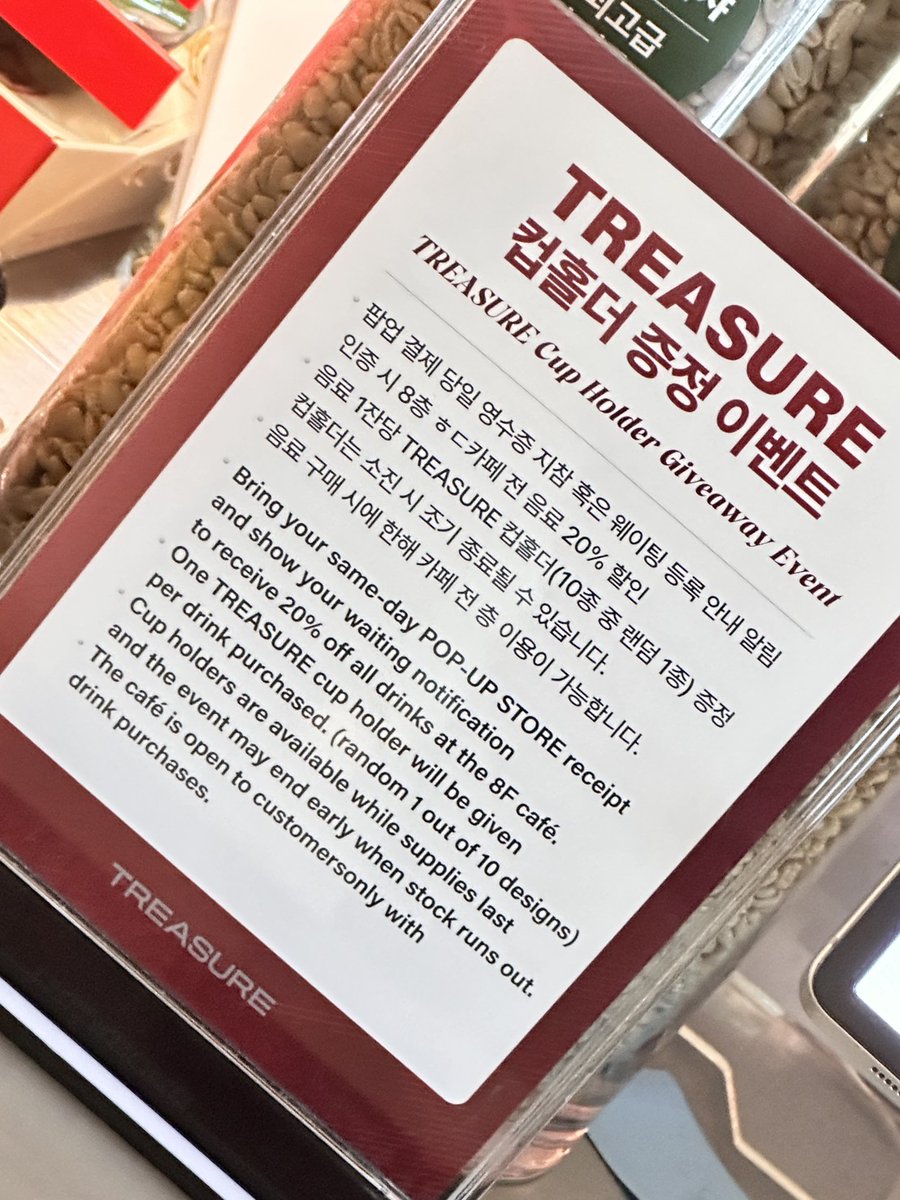 최고급
TREASURE
컵홀더 증정 이벤트
TREASURE Cup Holder Giveaway Event
· 팝업 결제 당일 영수증 지참 혹은 웨이팅 등록 안내 알림
인증 시 8층 ㅎㄷ카페 전 음료 20% 할인
· 음료 1잔당 TREASURE 컵홀더(10종 중 랜덤 1종) 증정
· 컵홀더는 소진 시 조기 종료될 수 있습니다.
· 음료 구매 시에 한해 카페 전 층 이용이 가능합니다.
· Bring your same-day POP-UP STORE receipt
and show your waiting notification
to receive 20% off all drinks at the 8F café.
· One TREASURE cup holder will be given
per drink purchased. (random 1 out of 10 designs)
· Cup holders are available while supplies last
and the event may end early when stock runs out.
· The café is open to customersonly with
drink purchases.
TREASURE